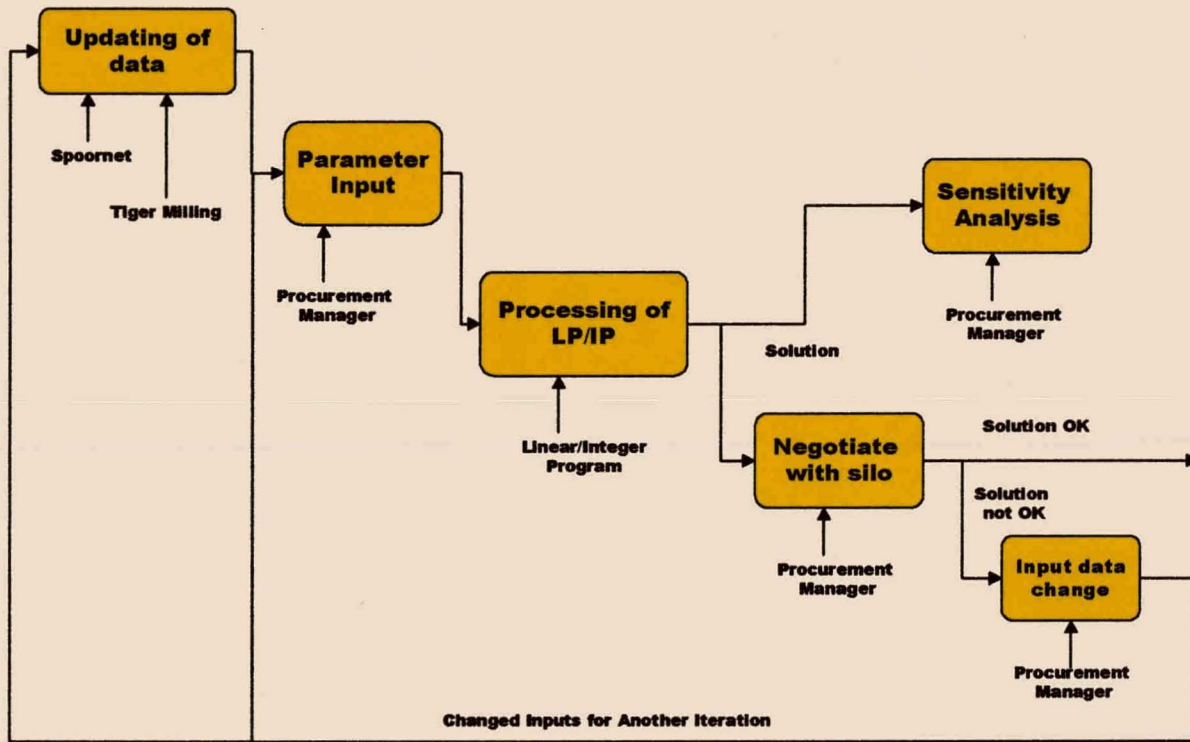 Updating of
data
Spoornet
Tiger Milling
Parameter
Input
Procurement
Manager
Processing of
LP/IP
Linear/Integer
Program
Solution
Sensitivity
Analysis
Procurement
Manager
Negotiate
with silo
Procurement
Manager
Solution OK
Solution
not OK
Input data
change
Procurement
Manager
Changed Inputs for Another Iteration